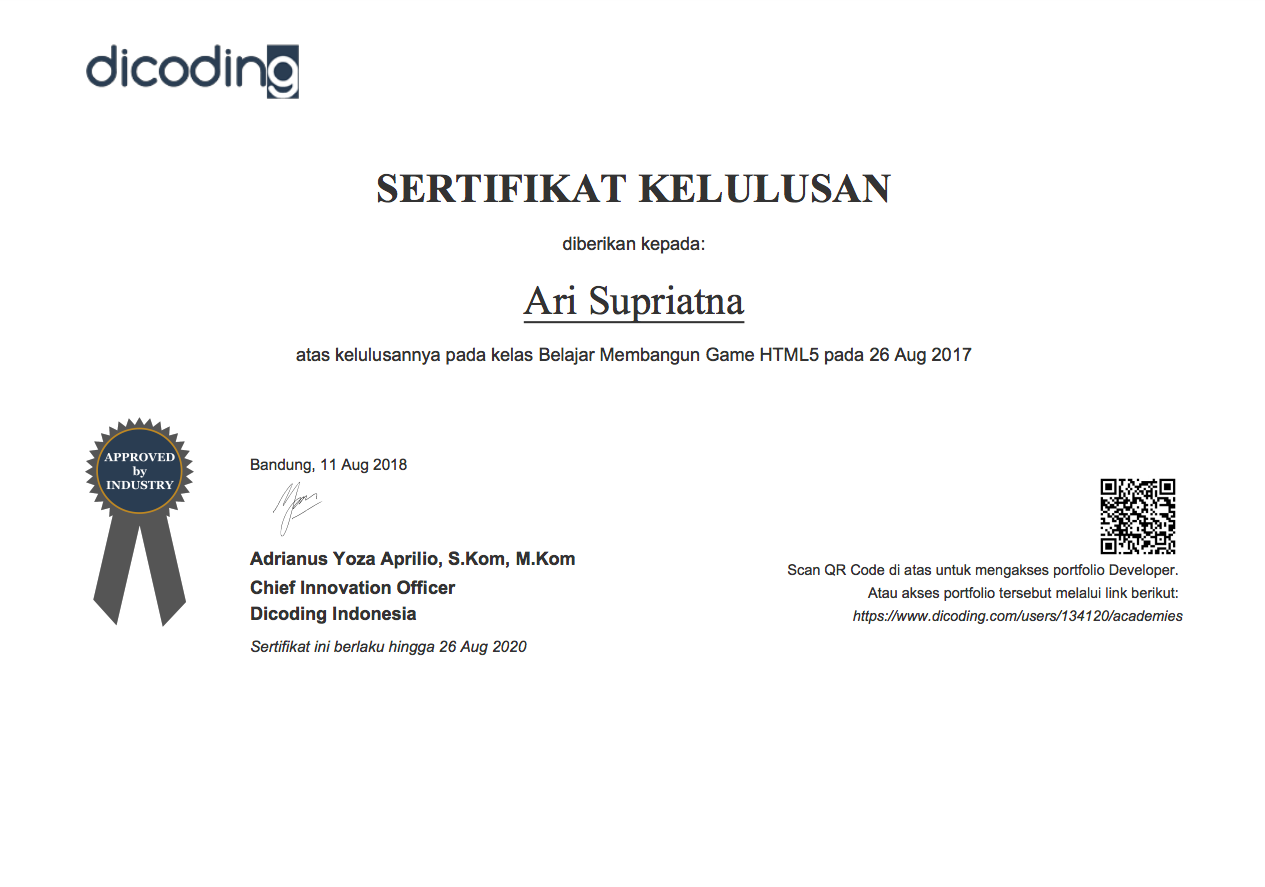 dicoding
SERTIFIKAT KELULUSAN
diberikan kepada:
Ari Supriatna
atas kelulusannya pada kelas Belajar Membangun Game HTML5 pada 26 Aug 2017
APPROVED
by
INDUSTRY
Bandung, 11 Aug 2018
Adrianus Yoza Aprilio, S.Kom, M.Kom
Chief Innovation Officer
Dicoding Indonesia
Sertifikat ini berlaku hingga 26 Aug 2020
Scan QR Code di atas untuk mengakses portfolio Developer.
Atau akses portfolio tersebut melalui link berikut:
https://www.dicoding.com/users/134120/academies